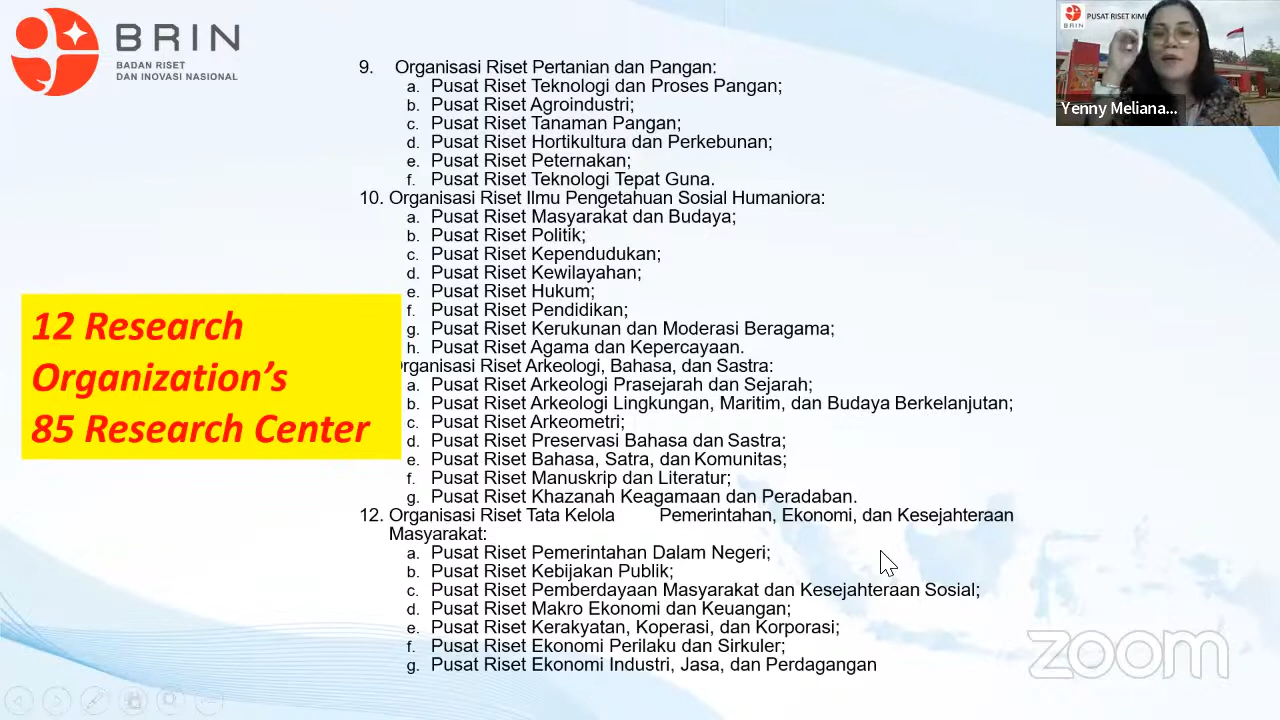 BRIN
BADAN RISET
DAN INOVASI NASIONAL
9. Organisasi Riset Pertanian dan Pangan:
a. Pusat Riset Teknologi dan Proses Pangan;
b. Pusat Riset Agroindustri;
c. Pusat Riset Tanaman Pangan;
d. Pusat Riset Hortikultura dan Perkebunan;
e. Pusat Riset Peternakan;
f. Pusat Riset Teknologi Tepat Guna.
10. Organisasi Riset Ilmu Pengetahuan Sosial Humaniora:
a. Pusat Riset Masyarakat dan Budaya;
b. Pusat Riset Politik;
c. Pusat Riset Kependudukan;
d. Pusat Riset Kewilayahan;
e. Pusat Riset Hukum;
f. Pusat Riset Pendidikan;
g. Pusat Riset Kerukunan dan Moderasi Beragama;
h. Pusat Riset Agama dan Kepercayaan.
rganisasi Riset Arkeologi, Bahasa, dan Sastra:
a. Pusat Riset Arkeologi Prasejarah dan Sejarah;
b. Pusat Riset Arkeologi Lingkungan, Maritim, dan Budaya Berkelanjutan;
c. Pusat Riset Arkeometri;
d. Pusat Riset Preservasi Bahasa dan Sastra;
e. Pusat Riset Bahasa, Satra, dan Komunitas;
f. Pusat Riset Manuskrip dan Literatur;
g. Pusat Riset Khazanah Keagamaan dan Peradaban.
12. Organisasi Riset Tata Kelola Pemerintahan, Ekonomi, dan Kesejahteraan
Masyarakat:
a. Pusat Riset Pemerintahan Dalam Negeri;
b. Pusat Riset Kebijakan Publik;
c. Pusat Riset Pemberdayaan Masyarakat dan Kesejahteraan Sosial;
d. Pusat Riset Makro Ekonomi dan Keuangan;
e. Pusat Riset Kerakyatan, Koperasi, dan Korporasi;
f. Pusat Riset Ekonomi Perilaku dan Sirkuler;
g. Pusat Riset Ekonomi Industri, Jasa, dan Perdagangan
12 Research
Organization's
85 Research Center
BRIN
PUSAT RISET KIMI
Yenny Meliana...
zoom